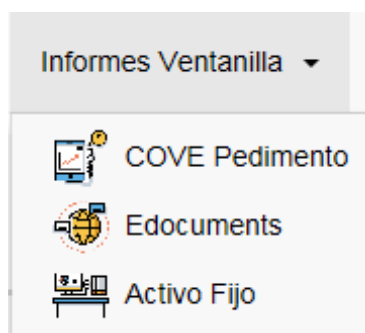 Informes Ventanilla
COVE Pedimento
Edocuments
Activo Fijo